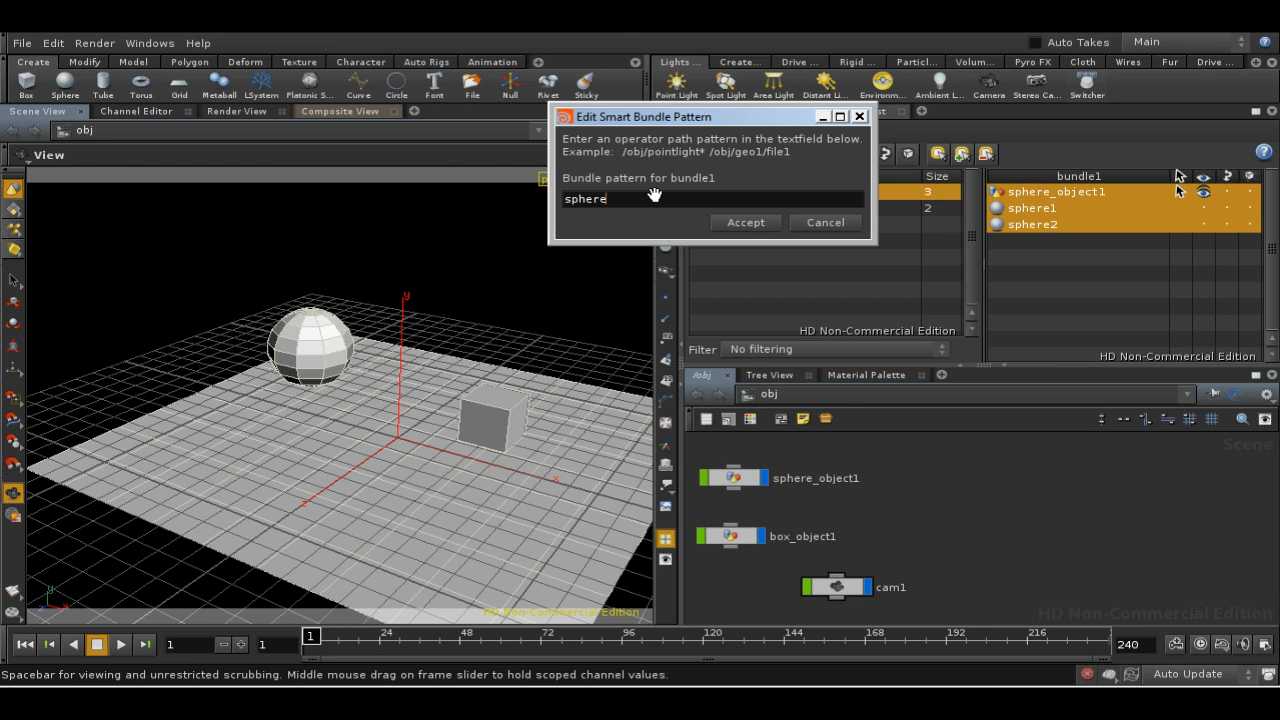 File Edit Render Windows Help
Auto Takes Main
Create Modify Model Polygon Deform Texture Character Auto Rigs Animation
Lights ... Create... Drive ... Rigid ... Particl... Volum... Pyro FX Cloth Wires Fur Drive ...
Box Sphere Tube Torus Grid Metaball LSystem Platonic S... Curve Circle Font File Null Rivet Sticky
Point Light Spot Light Area Light Distant Li... Environ... Ambient L... Camera Stereo Ca... Switcher
Scene View Channel Editor Render View Composite View
obj
View
Edit Smart Bundle Pattern
Enter an operator path pattern in the textfield below.
Example: /obj/pointlight* /obj/geo1/file1
Bundle pattern for bundle1
sphere
Accept Cancel
Size
3
2
bundle1
sphere_object1
sphere1
sphere2
HD Non-Commercial Edition
Filter No filtering
HD Non-Commercial Edition
/obj Tree View Material Palette
obj
Scene
sphere_object1
box_object1
cam1
HD Non-Commercial Edition
y
x
z
y
z
x
HD Non-Commercial Edition
1 1 1 24 48 72 96 120 144 168 192 216 240
Spacebar for viewing and unrestricted scrubbing. Middle mouse drag on frame slider to hold scoped channel values.
Auto Update